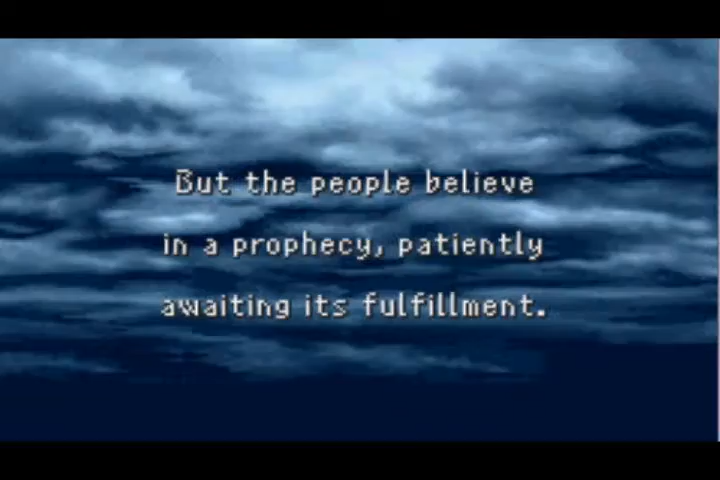 But the people believe
in a prophecy, patiently
awaiting its fulfillment.